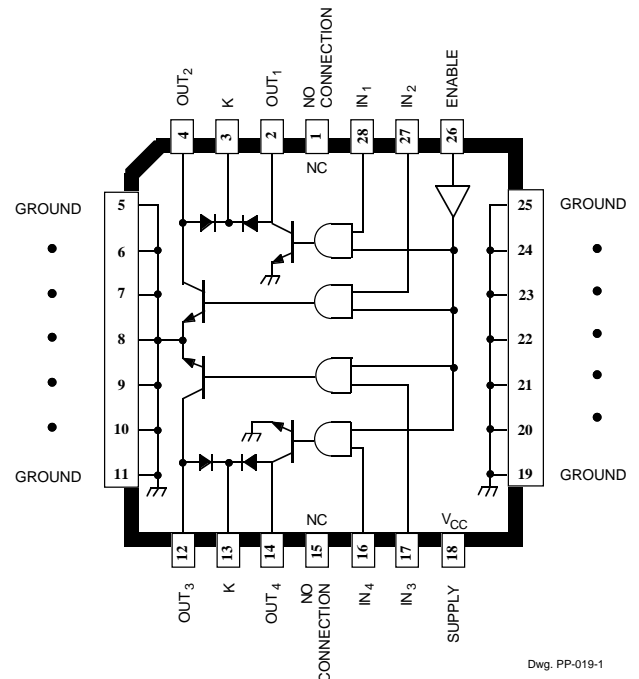 OUT2
K
OUT1
NO
CONNECTION
IN1
IN2
ENABLE
4
3
2
1
28
27
26
NC
GROUND
5
6
7
8
9
10
11
GROUND
25
GROUND
24
23
22
21
20
19
GROUND
NC
VCC
12
13
14
15
16
17
18
OUT3
K
OUT4
NO
CONNECTION
IN4
IN3
SUPPLY
Dwg. PP-019-1